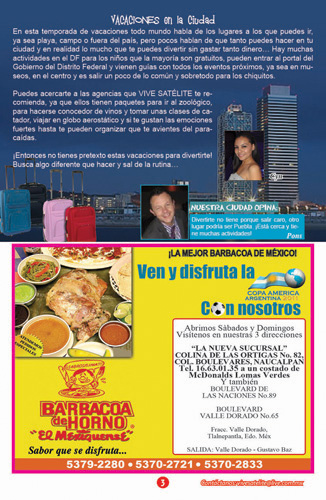 VACACIONES en la Ciudad
En esta temporada de vacaciones todo mundo habla de los lugares a los que puedes ir,
ya sea playa, campo o fuera del país, pero pocos hablan de que tanto puedes hacer en tu
ciudad y en realidad lo mucho que te puedes divertir sin gastar tanto dinero... Hay muchas
actividades en el DF para niños que la mayoría son gratuitos, pueden entrar al portal del
Gobierno del Distrito Federal y vienen guías con todos los eventos próximos, ya sea en mu-
seos, en el centro y es salir un poco de lo común y sobretodo para los chiquitos.
Puedes acercarte a las agencias que VIVE SATÉLITE te re-
comienda, ya que ellos tienen paquetes para ir al zoológico,
para hacerse conocedor de vinos y tomar unas clases de ca-
tador, viajar en globo aerostático y si te gustan las emociones
fuertes hasta te pueden organizar que te avientes del para-
caídas.
¡Entonces no tienes pretexto estas vacaciones para divertirte!
Busca algo diferente que hacer y sal de la rutina...
NUESTRA CIUDAD OPINA:
Divertirte no tiene porque salir caro, otro
lugar podría ser Puebla ¡Está cerca y tie-
ne muchas actividades!
Pons
¡LA MEJOR BARBACOA DE MÉXICO!
Ven y disfruta la
COPA AMERICA
ARGENTINA 2011
Con nosotros
Abrimos Sábados y Domingos
Visítenos en nuestras 3 direcciones
"LA NUEVA SUCURSAL"
COLINA DE LAS ORTIGAS No. 82,
COL. BOULEVARES, NAUCALPAN
Tel. 16.63.01.35 a un costado de
McDonalds Lomas Verdes
Y también
BOULEVARD DE
LAS NACIONES No.89
BOULEVARD
VALLE DORADO No.65
Fracc. Valle Dorado,
Tlalnepantla, Edo. Méx
SALIDA: Valle Dorado - Gustavo Baz
BARBACOA
de HORNO
"El Mexiquense"
Sabor que se disfruta...
5379-2280 - 5370-2721 - 5370-2833
3